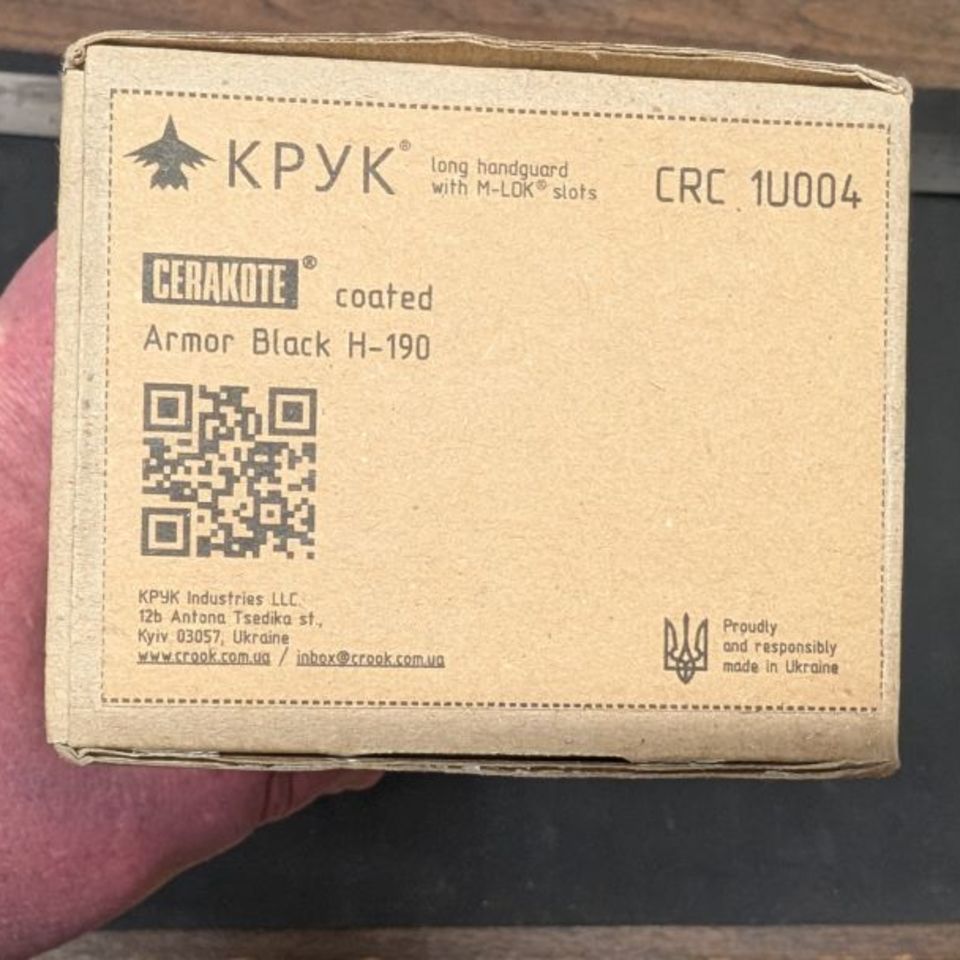 КРУК®
long handguard
with M-LOK® slots
CRC 1U004
CERAKOTE® coated
Armor Black H-190
КРУК Industries LLC.
12b Antona Tsedika st.,
Kyiv 03057, Ukraine
www.crook.com.ua / inbox@crook.com.ua
Proudly
and responsibly
made in Ukraine